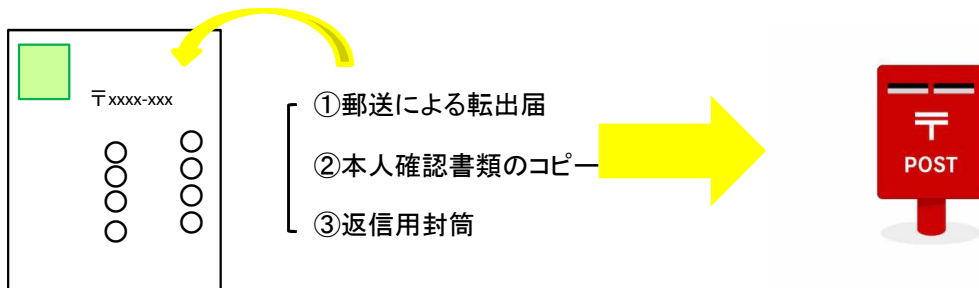 〒xxxx-xxx
○○○○
○○○○
①郵送による転出届
②本人確認書類のコピー
③返信用封筒
〒
POST